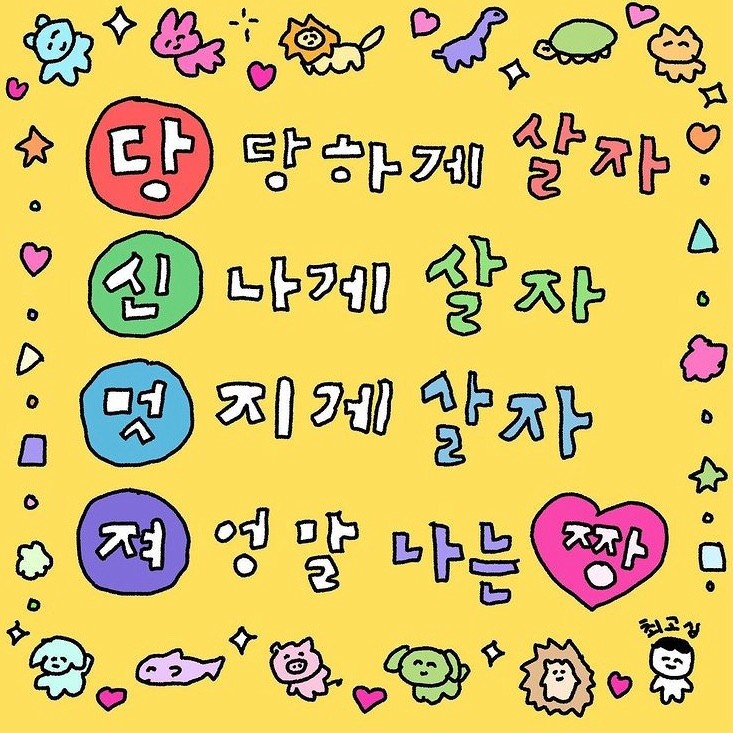 당당하게 살자
신나게 살자
멋지게 살자
져엉말 나는 짱
최고심